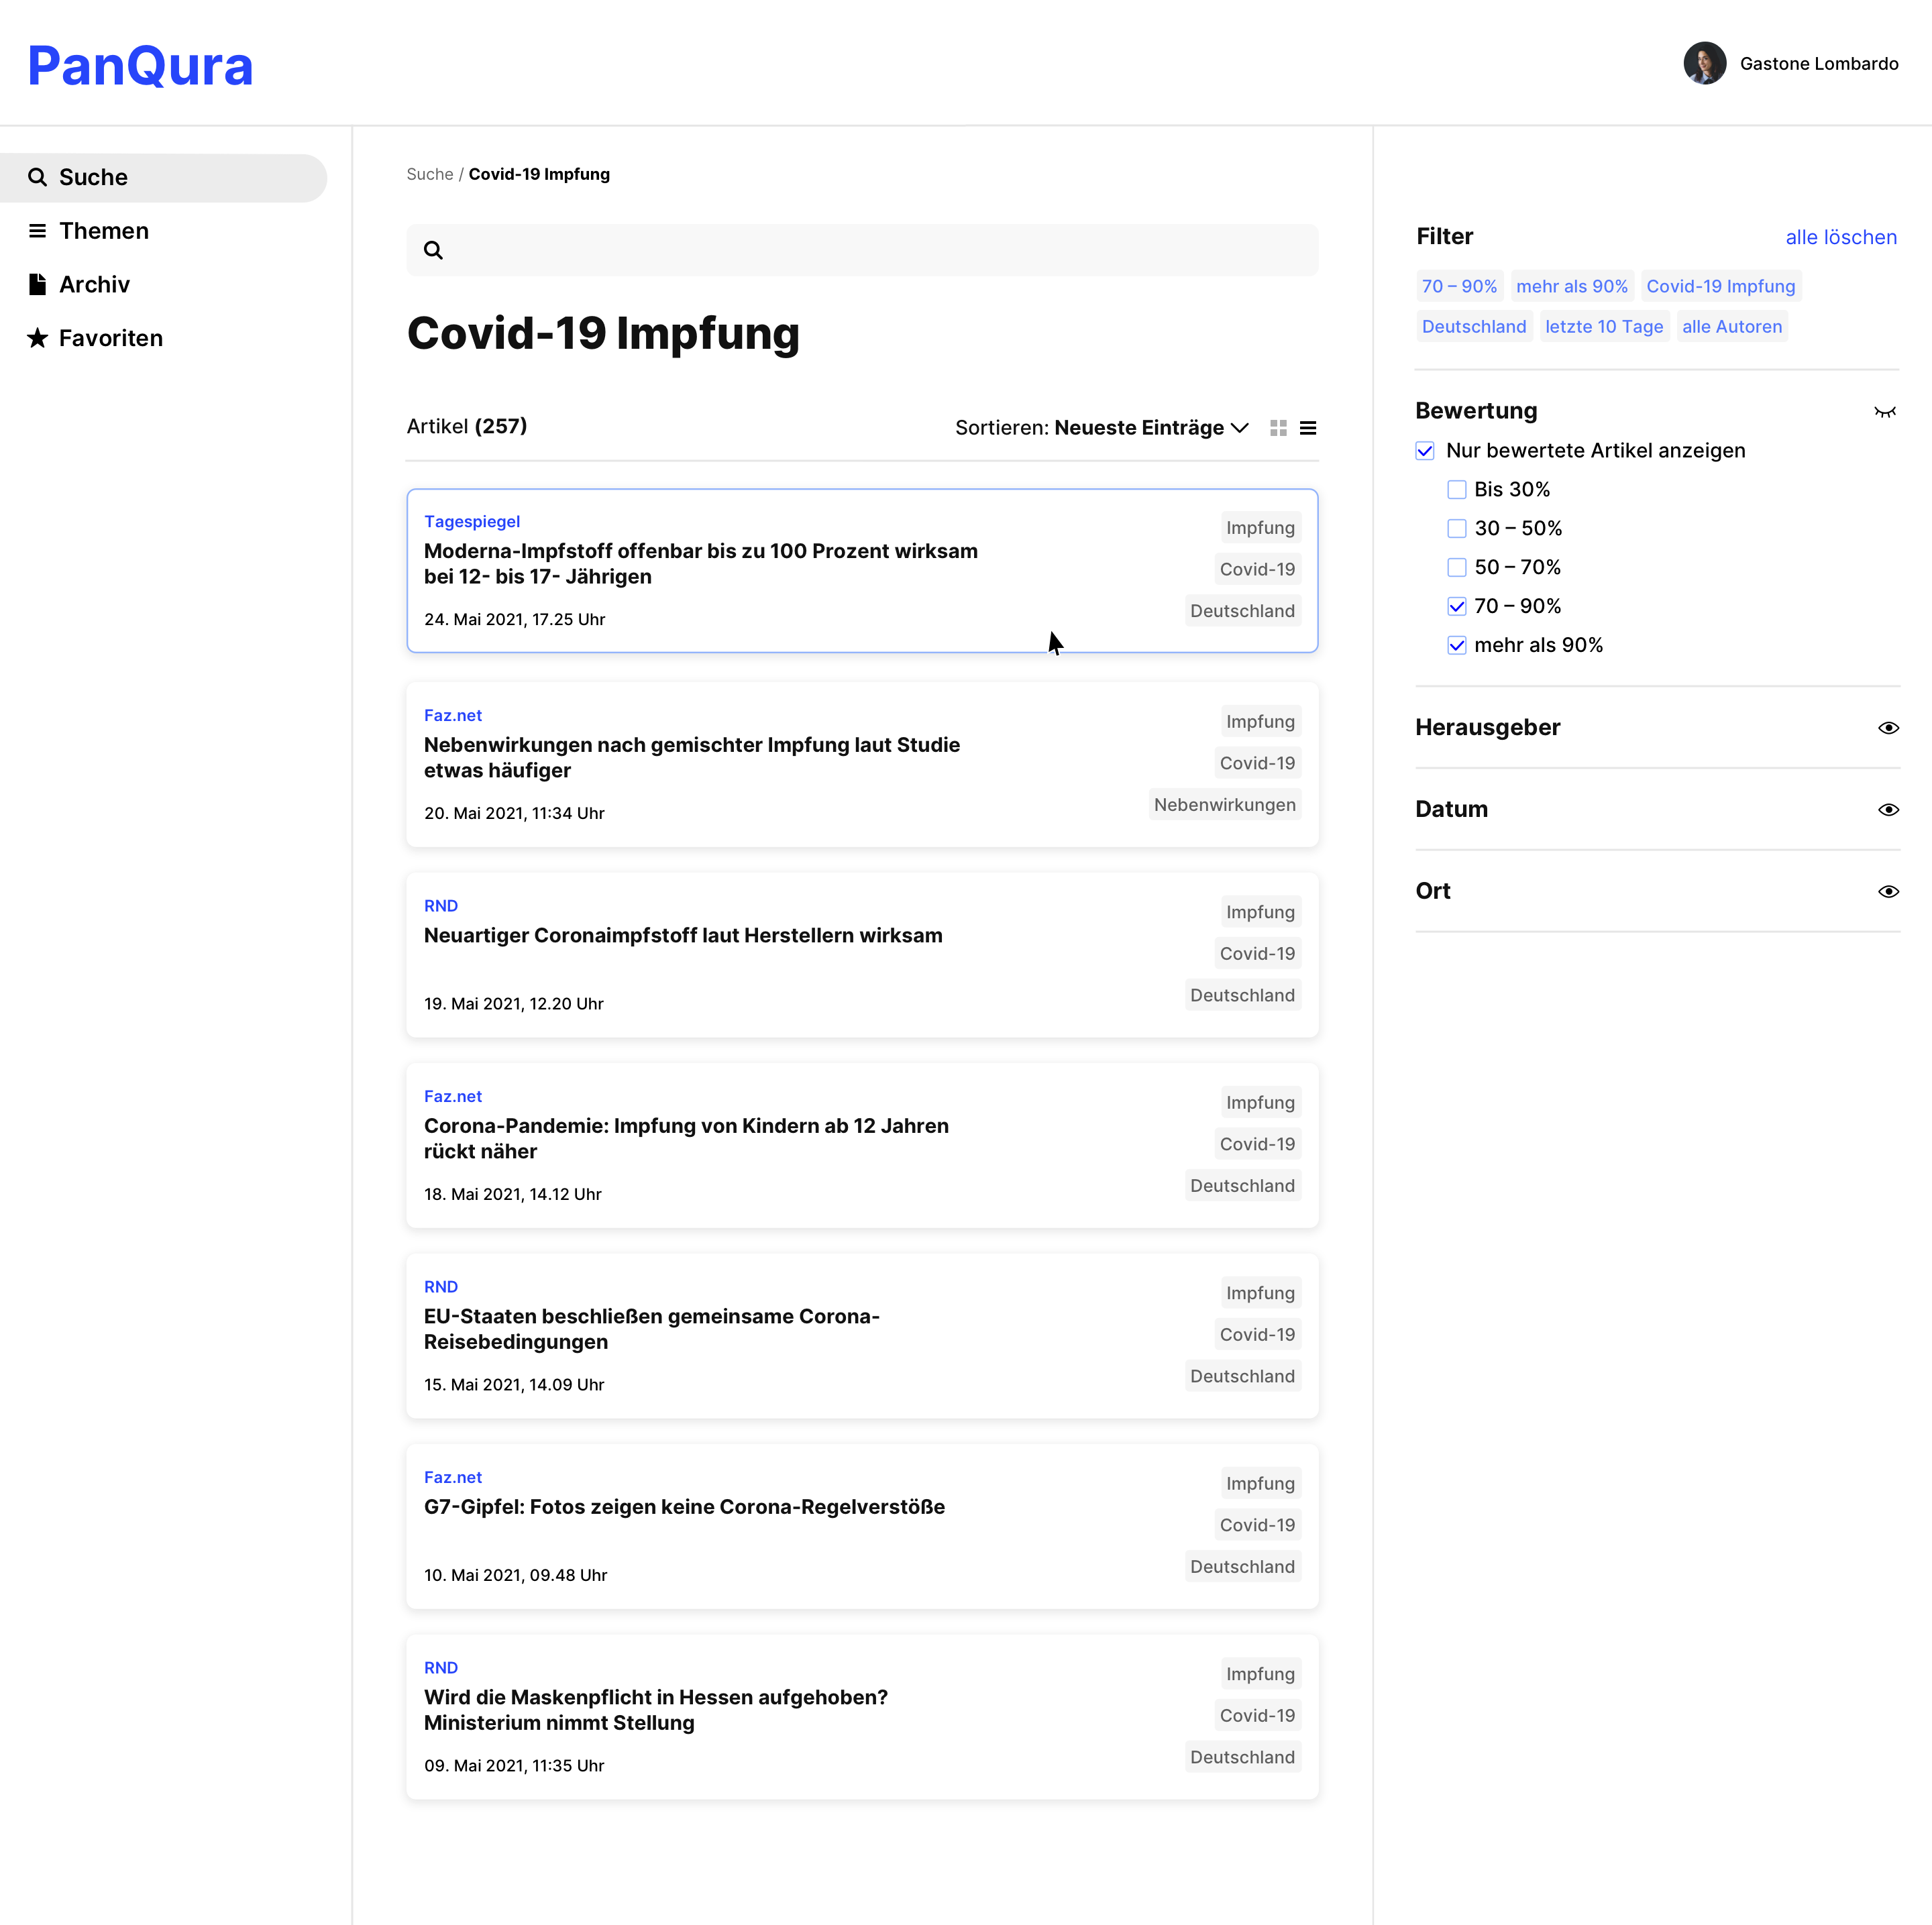 PanQura
Gastone Lombardo
Suche
Themen
Archiv
Favoriten
Suche / Covid-19 Impfung
Covid-19 Impfung
Artikel (257)
Sortieren: Neueste Einträge
Tagespiegel
Moderna-Impfstoff offenbar bis zu 100 Prozent wirksam
bei 12- bis 17- Jährigen
24. Mai 2021, 17.25 Uhr
Impfung
Covid-19
Deutschland
Faz.net
Nebenwirkungen nach gemischter Impfung laut Studie
etwas häufiger
20. Mai 2021, 11:34 Uhr
Impfung
Covid-19
Nebenwirkungen
RND
Neuartiger Coronaimpfstoff laut Herstellern wirksam
19. Mai 2021, 12.20 Uhr
Impfung
Covid-19
Deutschland
Faz.net
Corona-Pandemie: Impfung von Kindern ab 12 Jahren
rückt näher
18. Mai 2021, 14.12 Uhr
Impfung
Covid-19
Deutschland
RND
EU-Staaten beschließen gemeinsame Corona-
Reisebedingungen
15. Mai 2021, 14.09 Uhr
Impfung
Covid-19
Deutschland
Faz.net
G7-Gipfel: Fotos zeigen keine Corona-Regelverstöße
10. Mai 2021, 09.48 Uhr
Impfung
Covid-19
Deutschland
RND
Wird die Maskenpflicht in Hessen aufgehoben?
Ministerium nimmt Stellung
09. Mai 2021, 11:35 Uhr
Impfung
Covid-19
Deutschland
Filter
alle löschen
70 – 90% mehr als 90% Covid-19 Impfung
Deutschland letzte 10 Tage alle Autoren
Bewertung
Nur bewertete Artikel anzeigen
Bis 30%
30 – 50%
50 – 70%
70 – 90%
mehr als 90%
Herausgeber
Datum
Ort